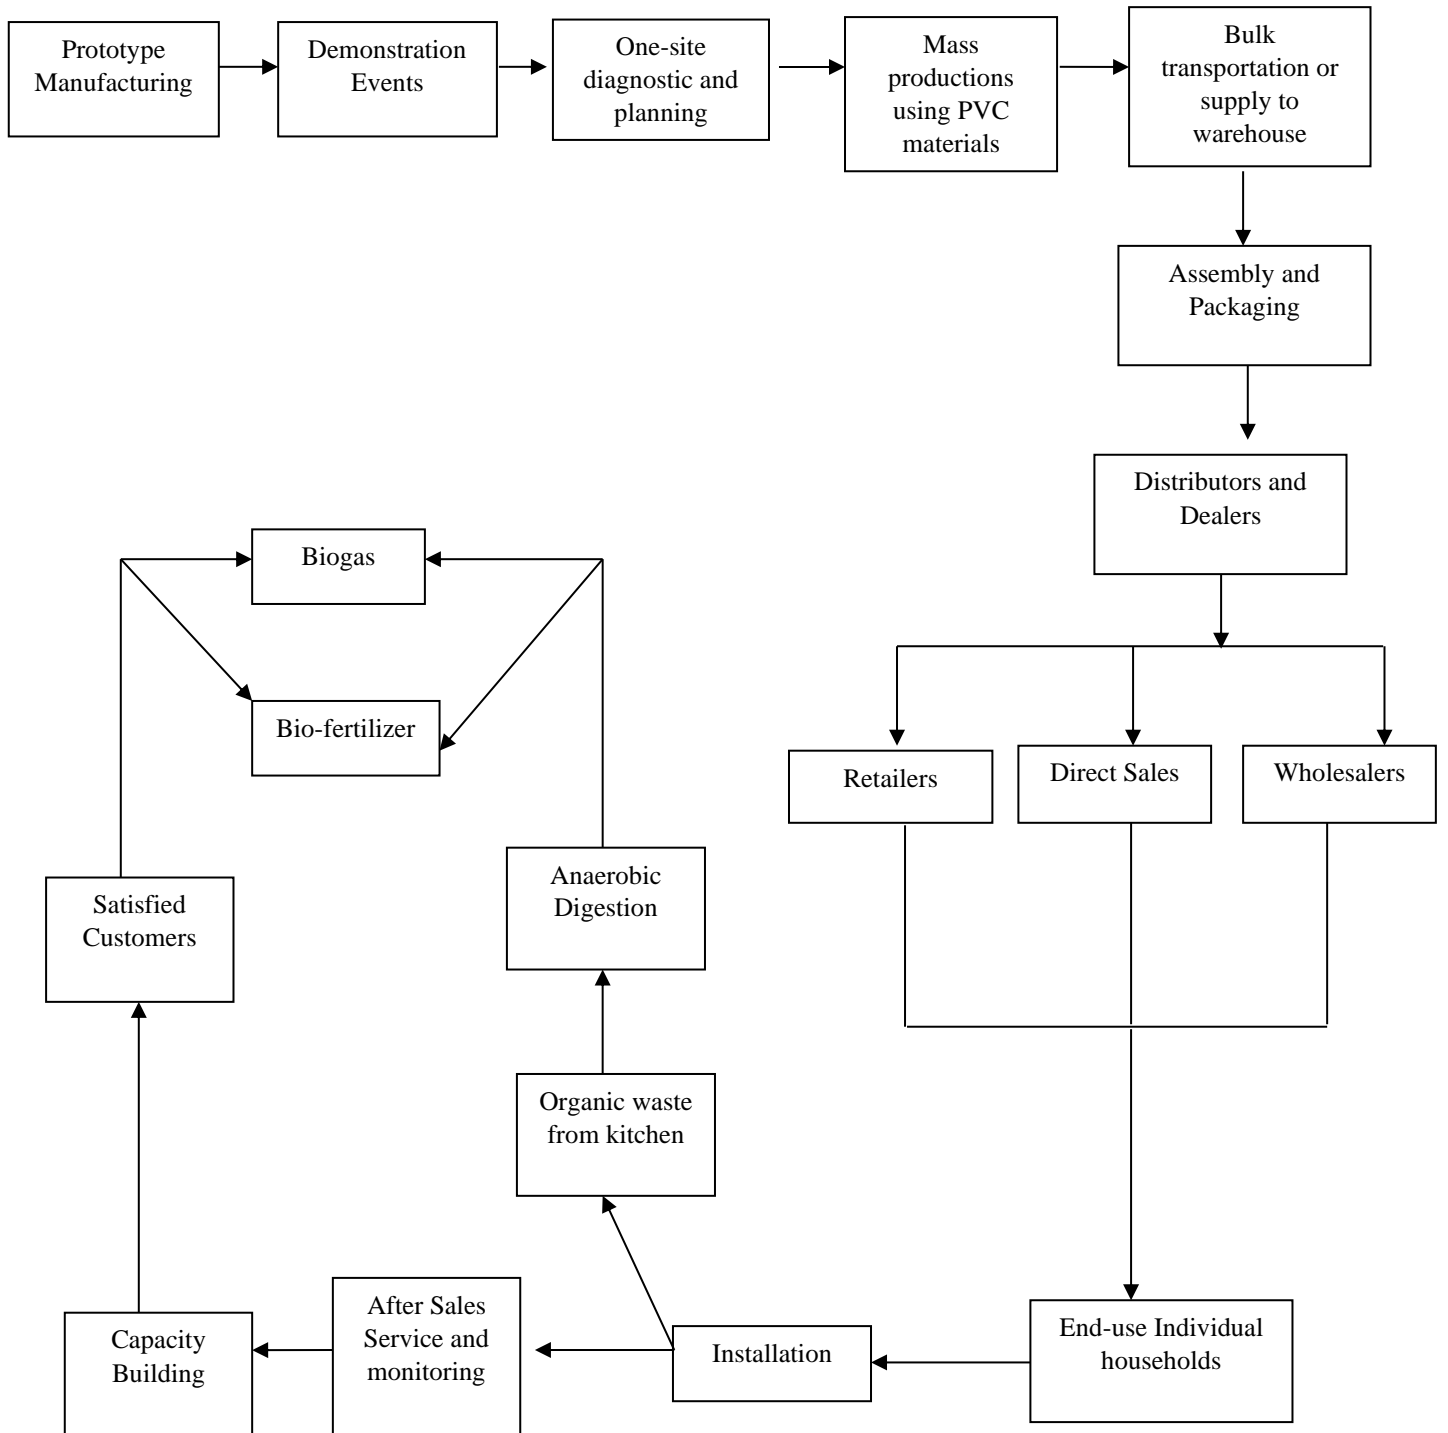 Prototype
Manufacturing
Demonstration
Events
One-site
diagnostic and
planning
Mass
productions
using PVC
materials
Bulk
transportation or
supply to
warehouse
Assembly and
Packaging
Distributors and
Dealers
Retailers
Direct Sales
Wholesalers
End-use Individual
households
Installation
Organic waste
from kitchen
Anaerobic
Digestion
After Sales
Service and
monitoring
Capacity
Building
Satisfied
Customers
Biogas
Bio-fertilizer